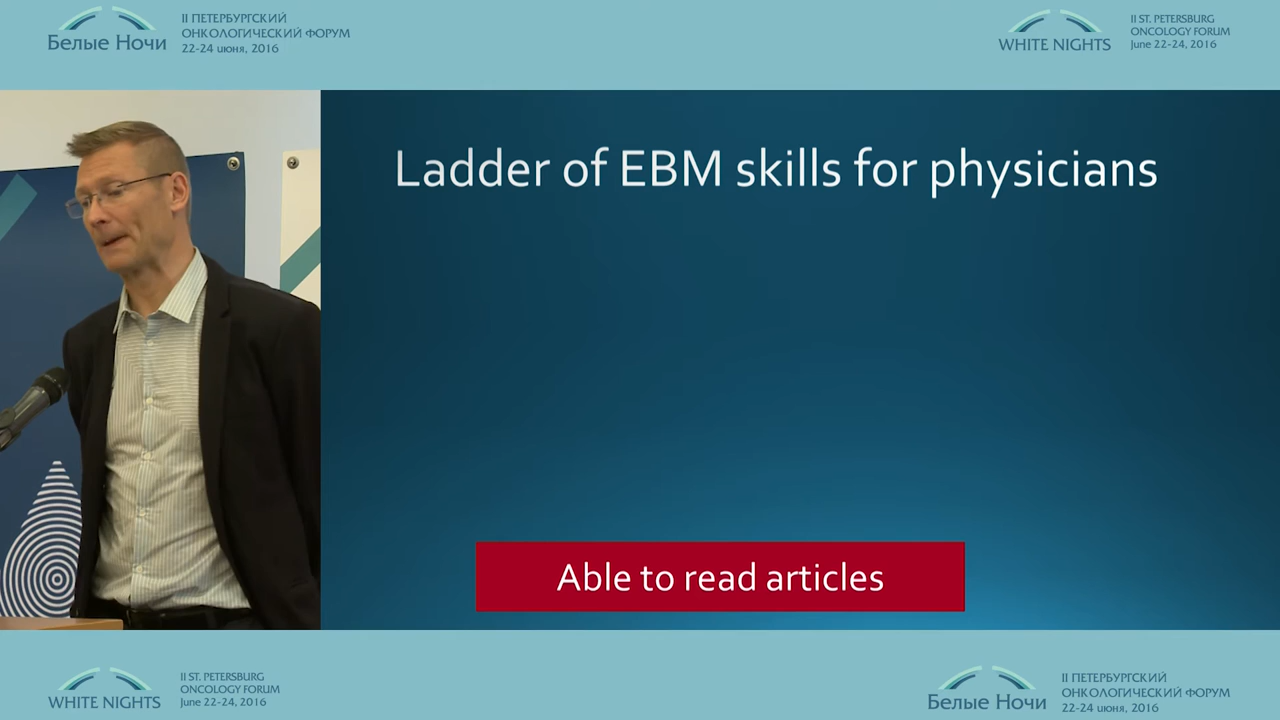 Белые Ночи
II ПЕТЕРБУРГСКИЙ
ОНКОЛОГИЧЕСКИЙ ФОРУМ
22-24 июня, 2016
WHITE NIGHTS
II ST. PETERSBURG
ONCOLOGY FORUM
June 22-24, 2016
Ladder of EBM skills for physicians
Able to read articles
WHITE NIGHTS
II ST. PETERSBURG
ONCOLOGY FORUM
June 22-24, 2016
Белые Ночи
II ПЕТЕРБУРГСКИЙ
ОНКОЛОГИЧЕСКИЙ ФОРУМ
22-24 июня, 2016